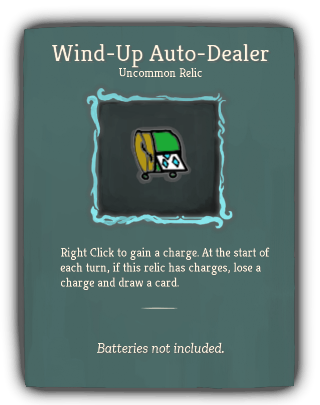 Wind-Up Auto-Dealer
Uncommon Relic
Right Click to gain a charge. At the start of
each turn, if this relic has charges, lose a
charge and draw a card.
Batteries not included.